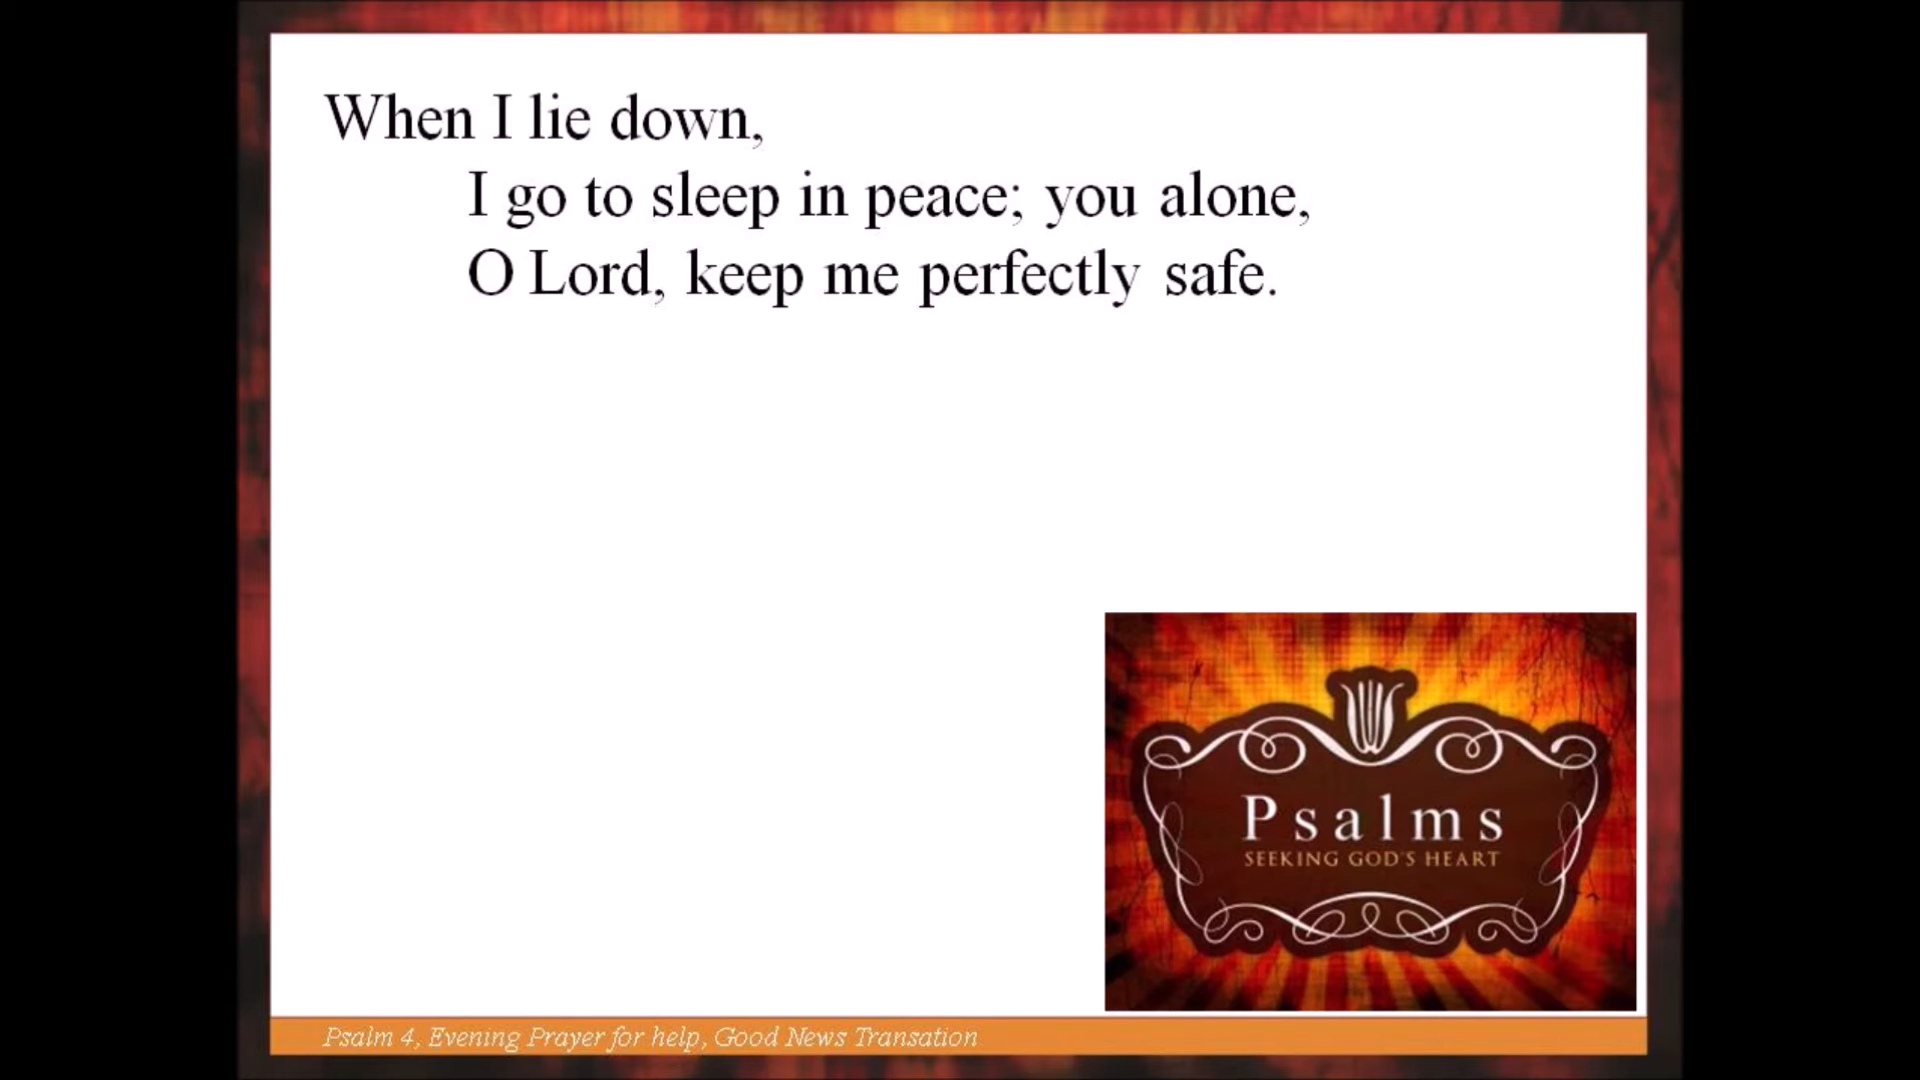 When I lie down,
I go to sleep in peace; you alone,
O Lord, keep me perfectly safe.
Psalms
SEEKING GOD'S HEART
Psalm 4, Evening Prayer for help, Good News Transation